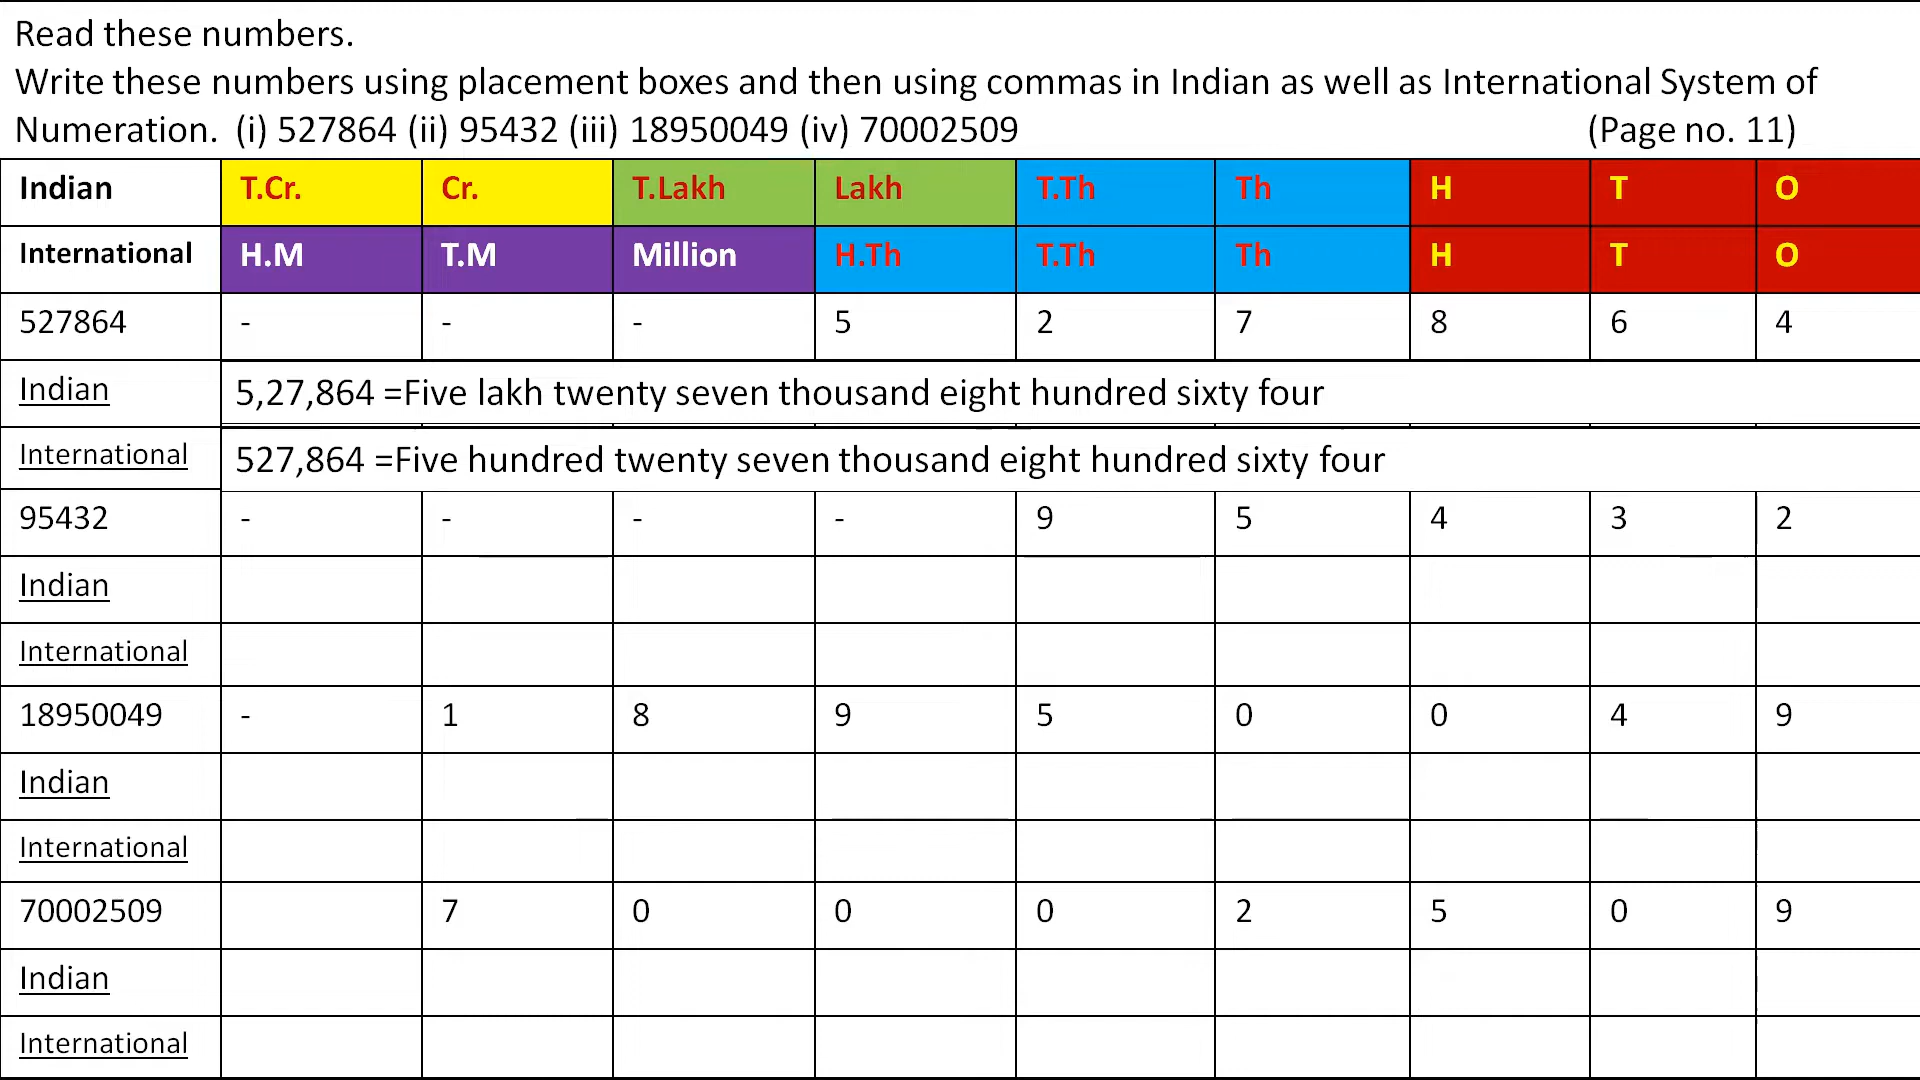 Read these numbers.
Write these numbers using placement boxes and then using commas in Indian as well as International System of
Numeration. (i) 527864 (ii) 95432 (iii) 18950049 (iv) 70002509 (Page no. 11)
Indian T.Cr. Cr. T.Lakh Lakh T.Th Th H T O
International H.M T.M Million H.Th T.Th Th H T O
527864 - - - 5 2 7 8 6 4
Indian 5,27,864 =Five lakh twenty seven thousand eight hundred sixty four
International 527,864 =Five hundred twenty seven thousand eight hundred sixty four
95432 - - - - 9 5 4 3 2
Indian
International
18950049 - 1 8 9 5 0 0 4 9
Indian
International
70002509 7 0 0 0 2 5 0 9
Indian
International